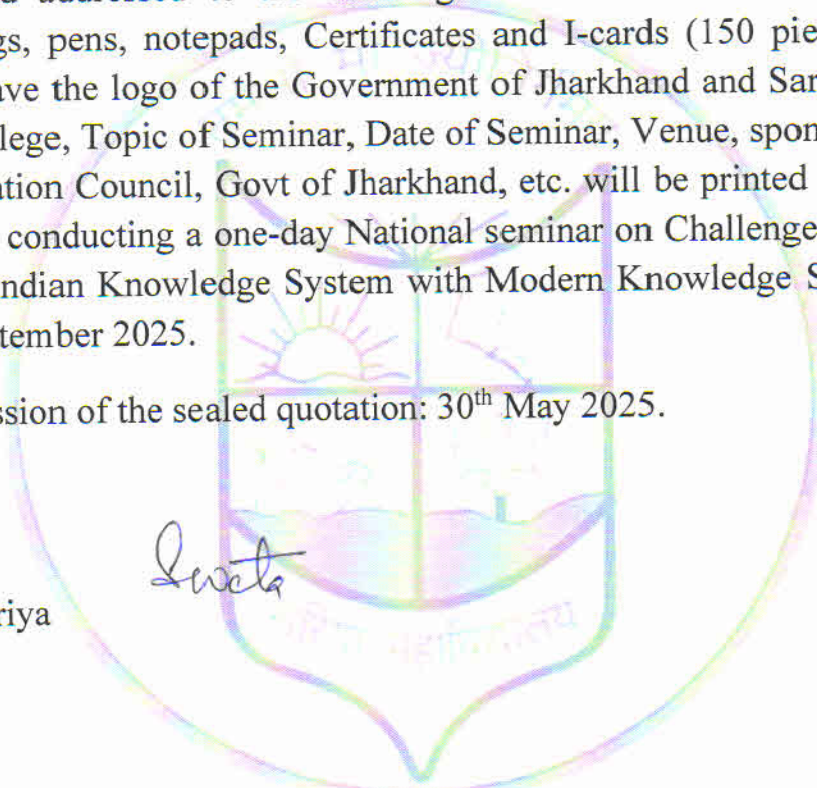 gs, pens, notepads, Certificates and I-cards (150 pie
ave the logo of the Government of Jharkhand and Sar
llege, Topic of Seminar, Date of Seminar, Venue, spon
ation Council, Govt of Jharkhand, etc. will be printed
conducting a one-day National seminar on Challenge
Indian Knowledge System with Modern Knowledge S
tember 2025.
ssion of the sealed quotation: 30th May 2025.
Sweta
riya